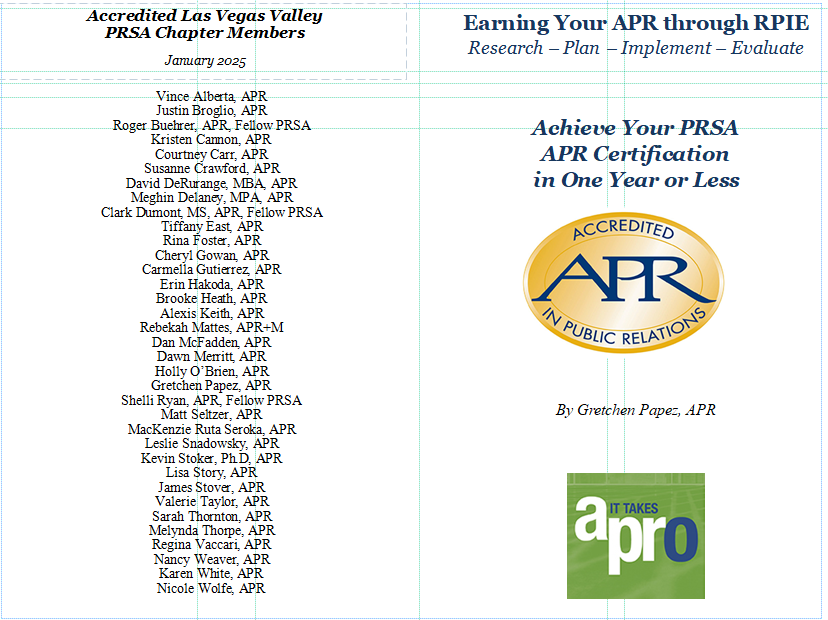 Accredited Las Vegas Valley
PRSA Chapter Members
January 2025
Vince Alberta, APR
Justin Broglio, APR
Roger Buehrer, APR, Fellow PRSA
Kristen Cannon, APR
Courtney Carr, APR
Susanne Crawford, APR
David DeRurange, MBA, APR
Meghin Delaney, MPA, APR
Clark Dumont, MS, APR, Fellow PRSA
Tiffany East, APR
Rina Foster, APR
Cheryl Gowan, APR
Carmella Gutierrez, APR
Erin Hakoda, APR
Brooke Heath, APR
Alexis Keith, APR
Rebekah Mattes, APR+M
Dan McFadden, APR
Dawn Merritt, APR
Holly O’Brien, APR
Gretchen Papez, APR
Shelli Ryan, APR, Fellow PRSA
Matt Seltzer, APR
MacKenzie Ruta Seroka, APR
Leslie Snadowsky, APR
Kevin Stoker, Ph.D, APR
Lisa Story, APR
James Stover, APR
Valerie Taylor, APR
Sarah Thornton, APR
Melynda Thorpe, APR
Regina Vaccari, APR
Nancy Weaver, APR
Karen White, APR
Nicole Wolfe, APR
Earning Your APR through RPIE
Research – Plan – Implement – Evaluate
Achieve Your PRSA
APR Certification
in One Year or Less
ACCREDITED
APR
IN PUBLIC RELATIONS
By Gretchen Papez, APR
IT TAKES
apro